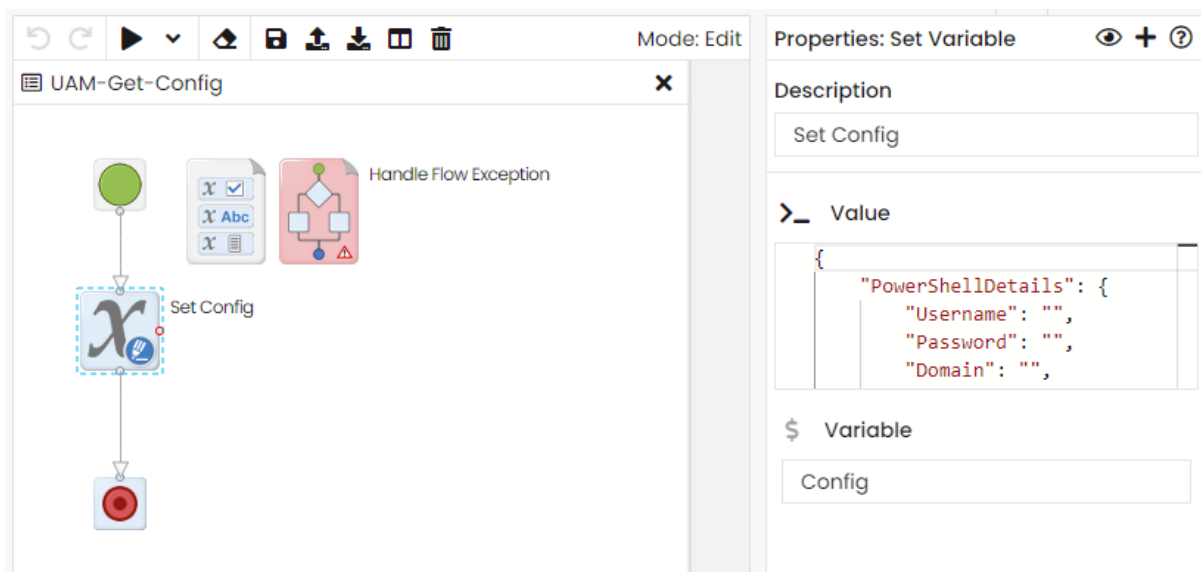 Mode: Edit
UAM-Get-Config
Handle Flow Exception
x
x Abc
x
Set Config
X
Properties: Set Variable
Description
Set Config
>_ Value
{
"PowerShellDetails": {
"Username": "",
"Password": "",
"Domain": "",
$ Variable
Config